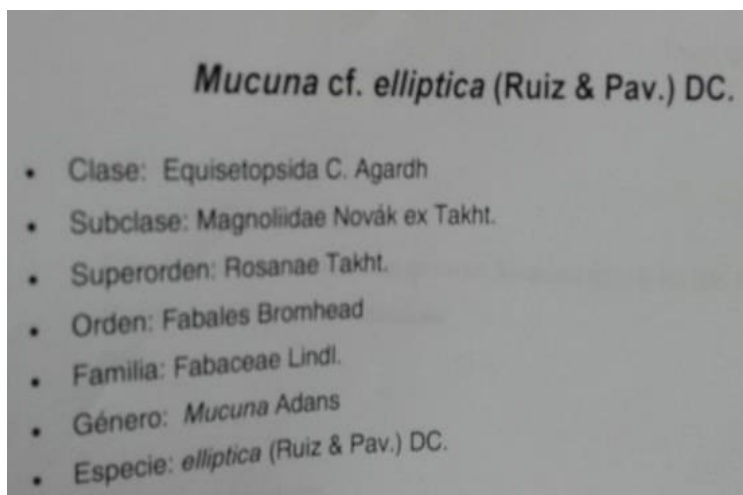 Mucuna cf. elliptica (Ruiz & Pav.) DC.
• Clase: Equisetopsida C. Agardh
• Subclase: Magnoliidae Novák ex Takht.
• Superorden: Rosanae Takht.
• Orden: Fabales Bromhead
• Familia: Fabaceae Lindl.
• Género: Mucuna Adans
• Especie: elliptica (Ruiz & Pav.) DC.